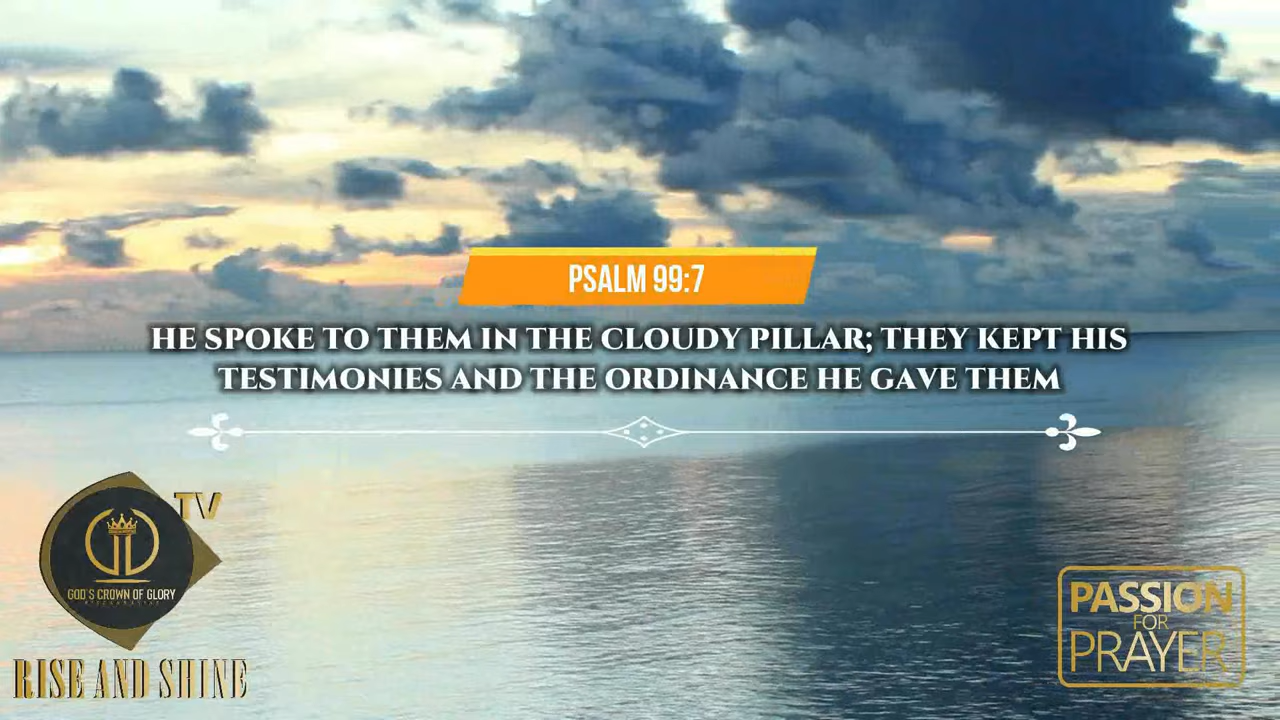 PSALM 99:7
HE SPOKE TO THEM IN THE CLOUDY PILLAR; THEY KEPT HIS
TESTIMONIES AND THE ORDINANCE HE GAVE THEM
TV
GOD'S CROWN OF GLORY
RISE AND SHINE
PASSION
FOR
PRAYER